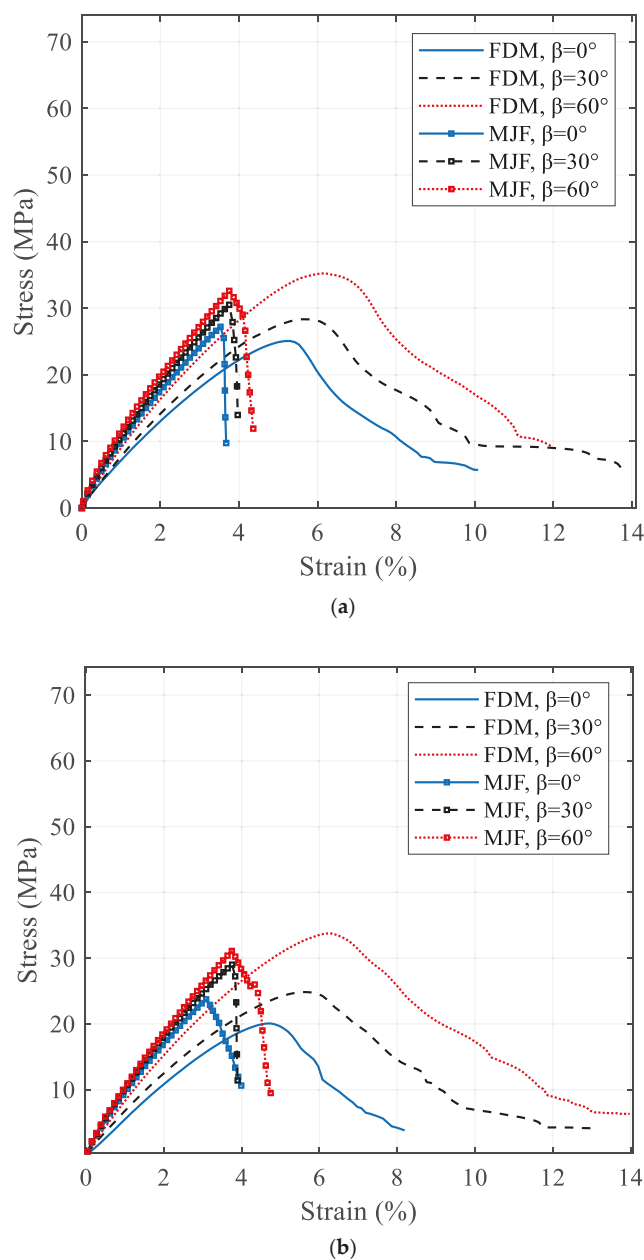 70
60
50
40
30
20
10
0
Stress (MPa)
FDM, β=0°
FDM, β=30°
FDM, β=60°
MJF, β=0°
MJF, β=30°
MJF, β=60°
0 2 4 6 8 10 12 14
Strain (%)
(a)
70
60
50
40
30
20
10
Stress (MPa)
FDM, β=0°
FDM, β=30°
FDM, β=60°
MJF, β=0°
MJF, β=30°
MJF, β=60°
0 2 4 6 8 10 12 14
Strain (%)
(b)